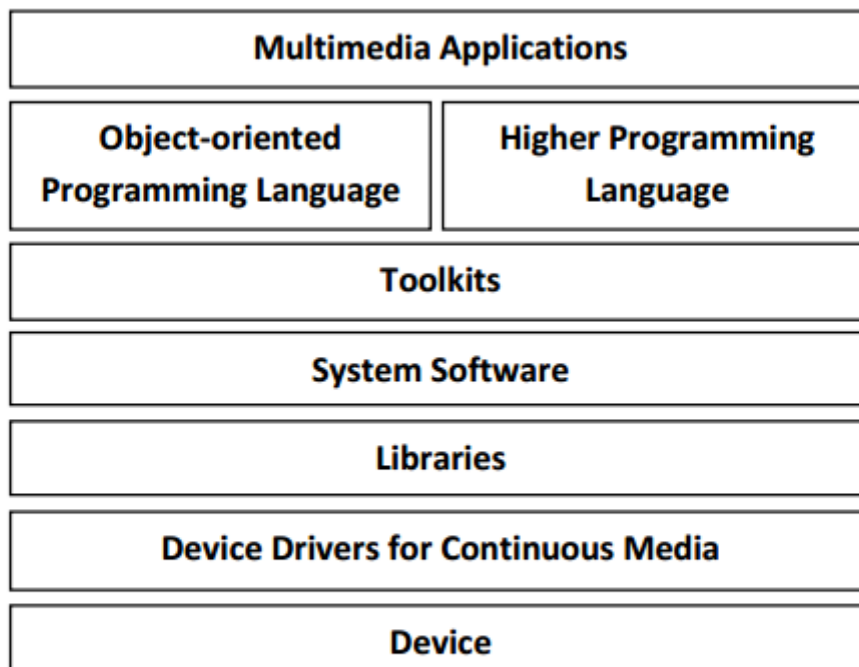 Multimedia Applications
Object-oriented
Programming Language
Higher Programming
Language
Toolkits
System Software
Libraries
Device Drivers for Continuous Media
Device